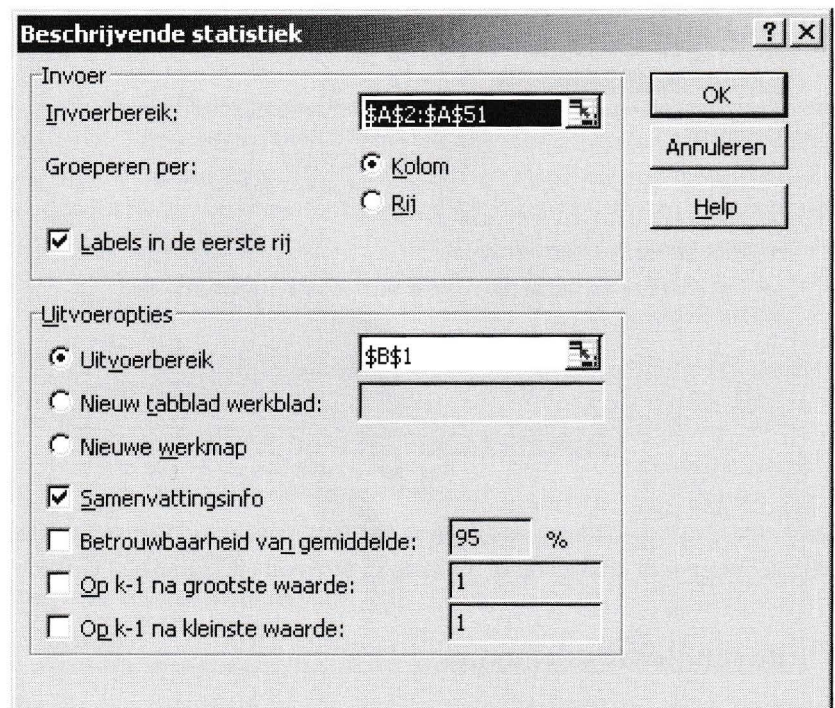 Beschrijvende statistiek
Invoer
Invoerbereik: $A$2:$A$51
Groeperen per: Kolom
Rij
Labels in de eerste rij
OK
Annuleren
Help
Uitvoeropties
Uitvoerbereik $B$1
Nieuw tabblad werkblad:
Nieuwe werkmap
Samenvattingsinfo
Betrouwbaarheid van gemiddelde: 95 %
Op k-1 na grootste waarde: 1
Op k-1 na kleinste waarde: 1